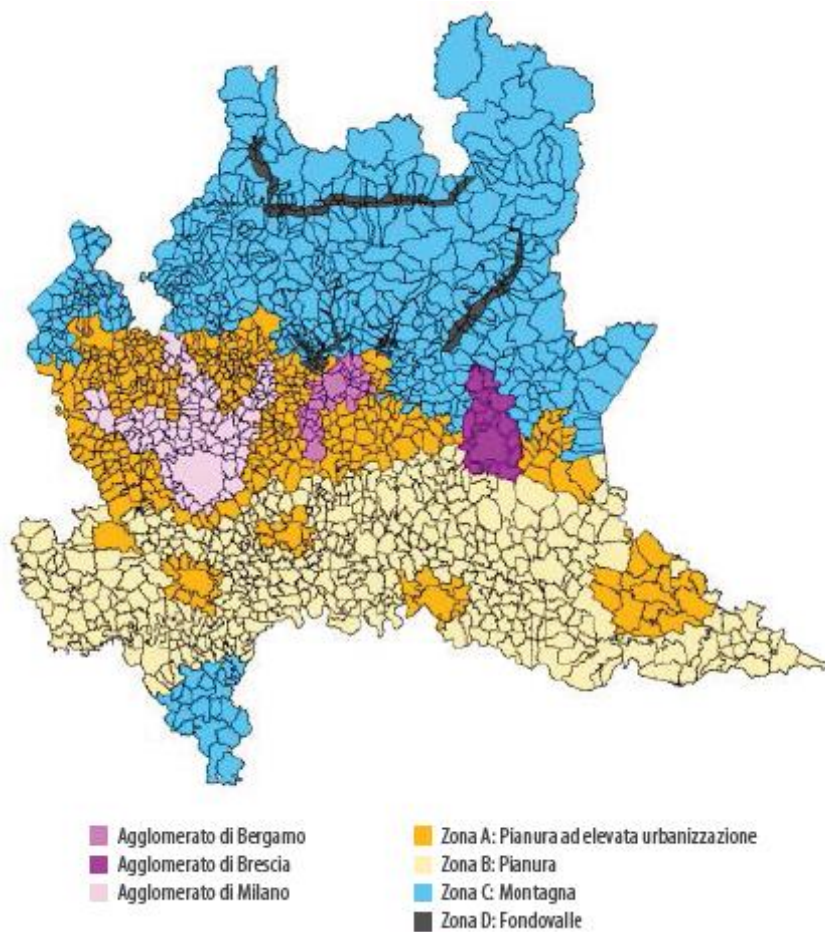 Agglomerato di Bergamo
Agglomerato di Brescia
Agglomerato di Milano
Zona A: Pianura ad elevata urbanizzazione
Zona B: Pianura
Zona C: Montagna
Zona D: Fondovalle